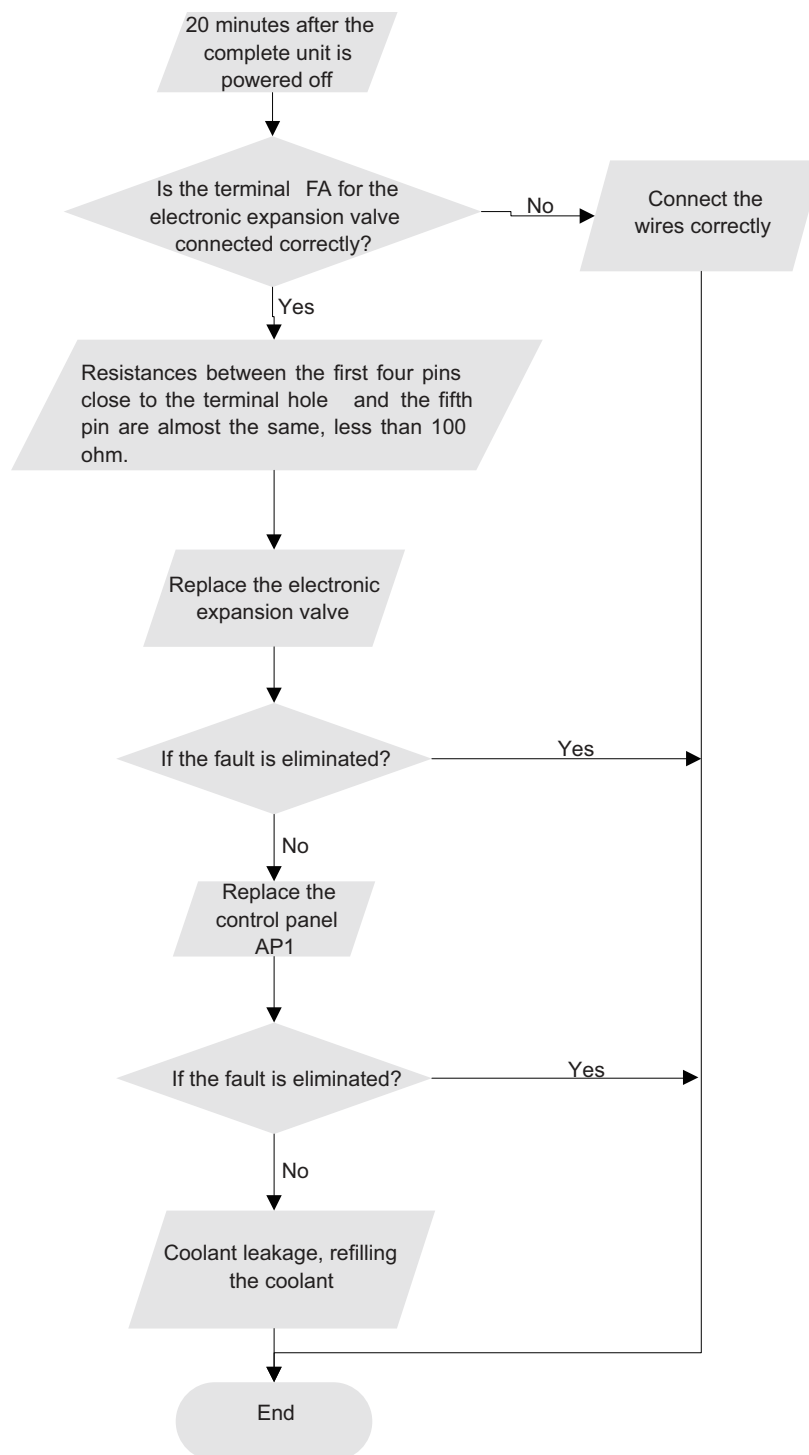 20 minutes after the
complete unit is
powered off
Is the terminal FA for the
electronic expansion valve
connected correctly?
No
Connect the
wires correctly
Yes
Resistances between the first four pins
close to the terminal hole and the fifth
pin are almost the same, less than 100
ohm.
Replace the electronic
expansion valve
If the fault is eliminated?
Yes
No
Replace the
control panel
AP1
If the fault is eliminated?
Yes
No
Coolant leakage, refilling
the coolant
End